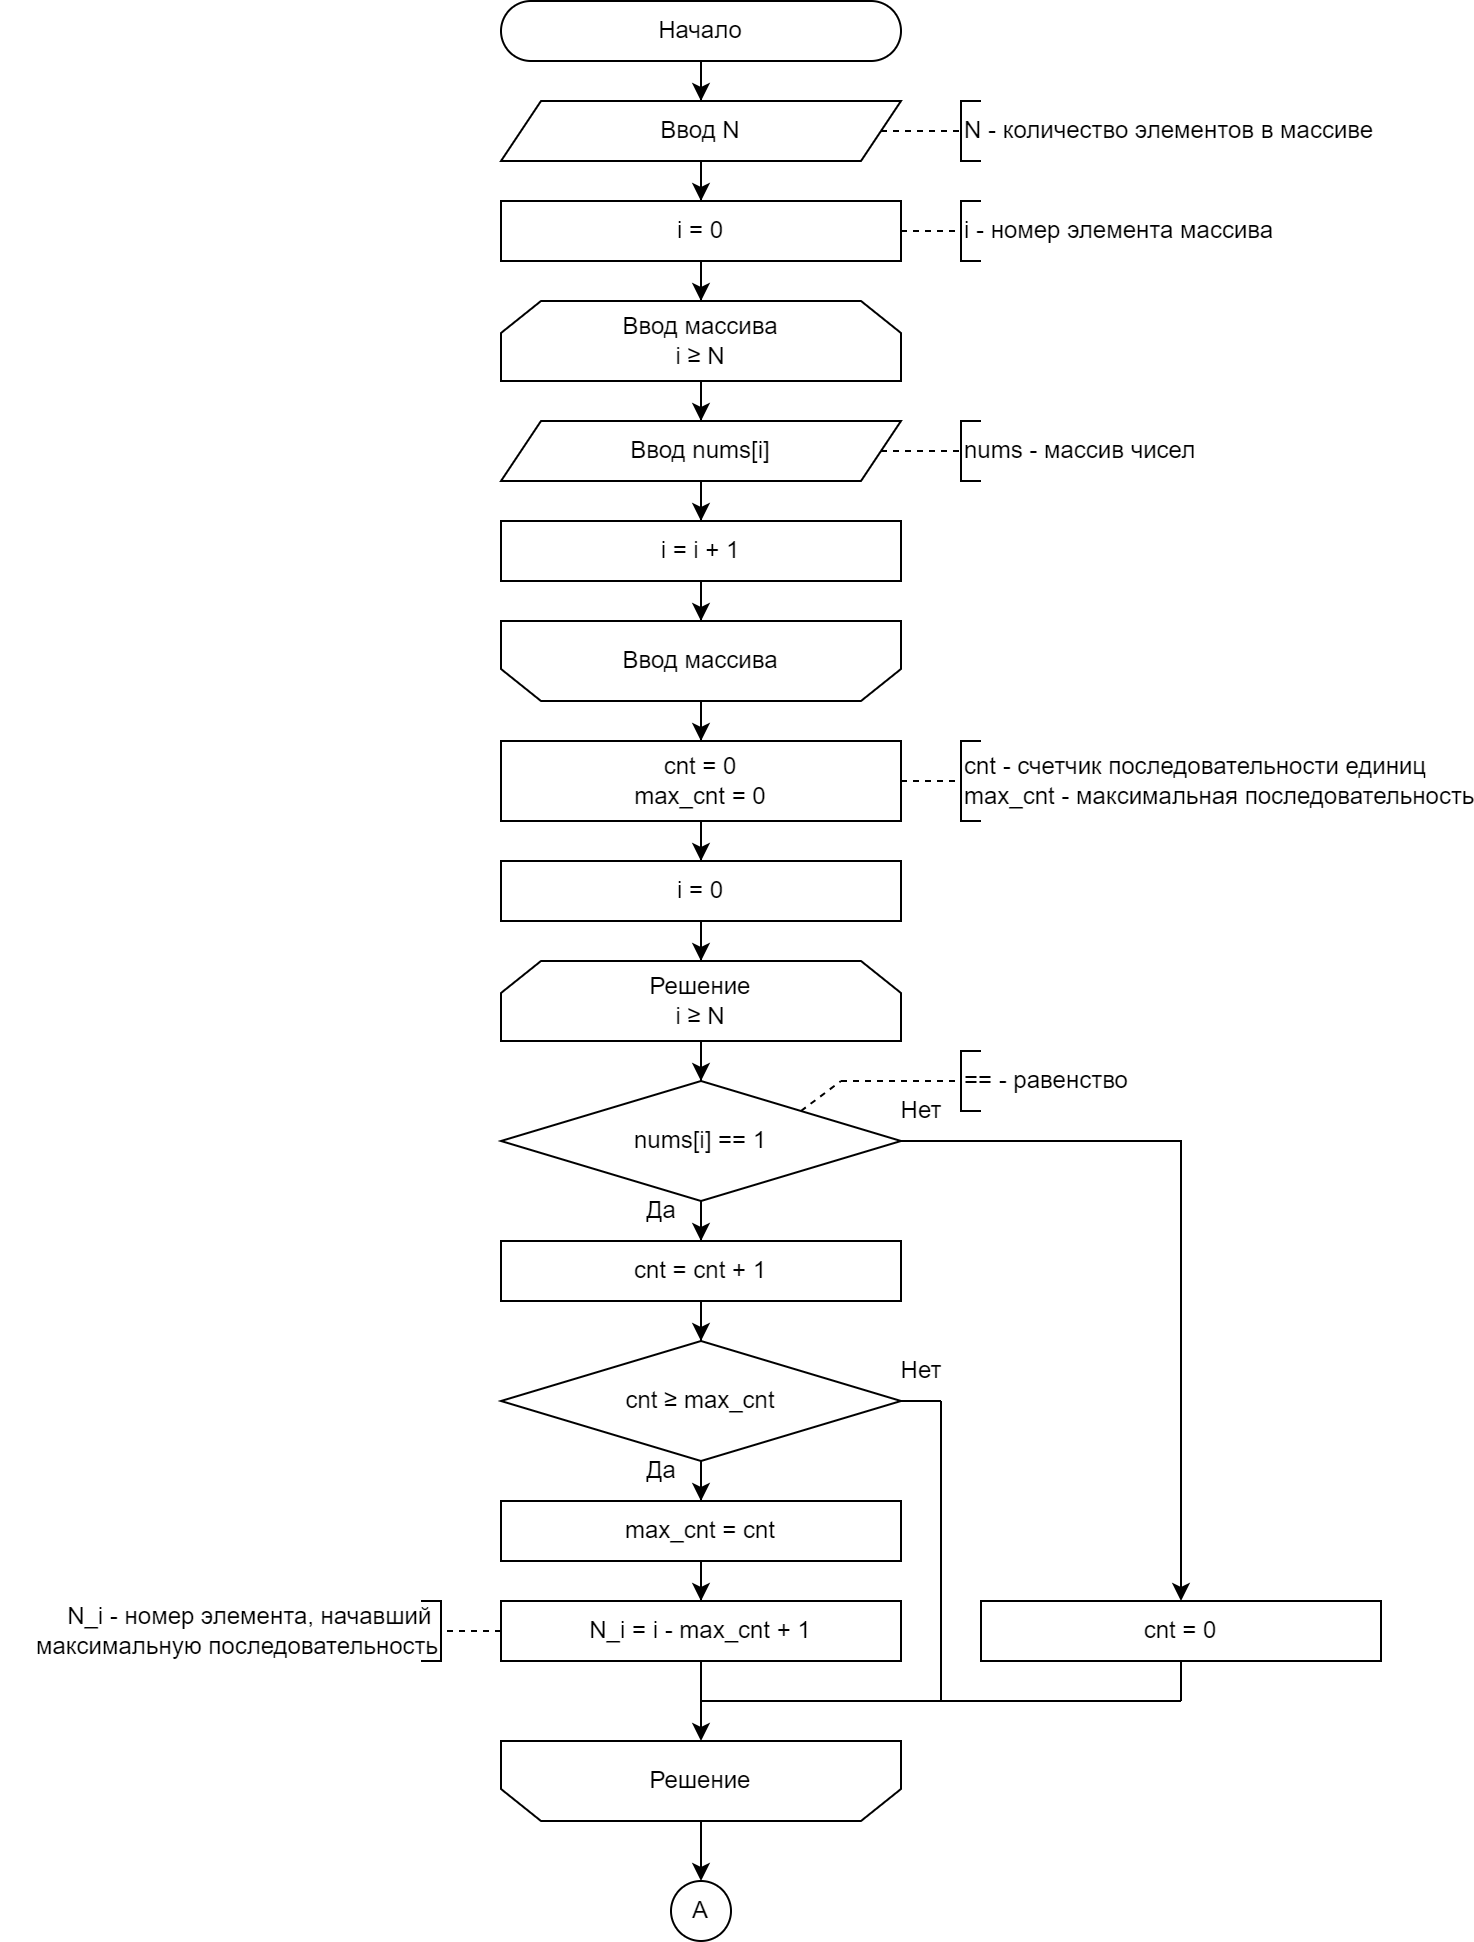 Начало
Ввод N
N - количество элементов в массиве
i = 0
i - номер элемента массива
Ввод массива
i ≥ N
Ввод nums[i]
nums - массив чисел
i = i + 1
Ввод массива
cnt = 0
max_cnt = 0
cnt - счетчик последовательности единиц
max_cnt - максимальная последовательность
i = 0
Решение
i ≥ N
== - равенство
Нет
nums[i] == 1
Да
cnt = cnt + 1
Нет
cnt ≥ max_cnt
Да
max_cnt = cnt
N_i - номер элемента, начавший
максимальную последовательность
N_i = i - max_cnt + 1
cnt = 0
Решение
A